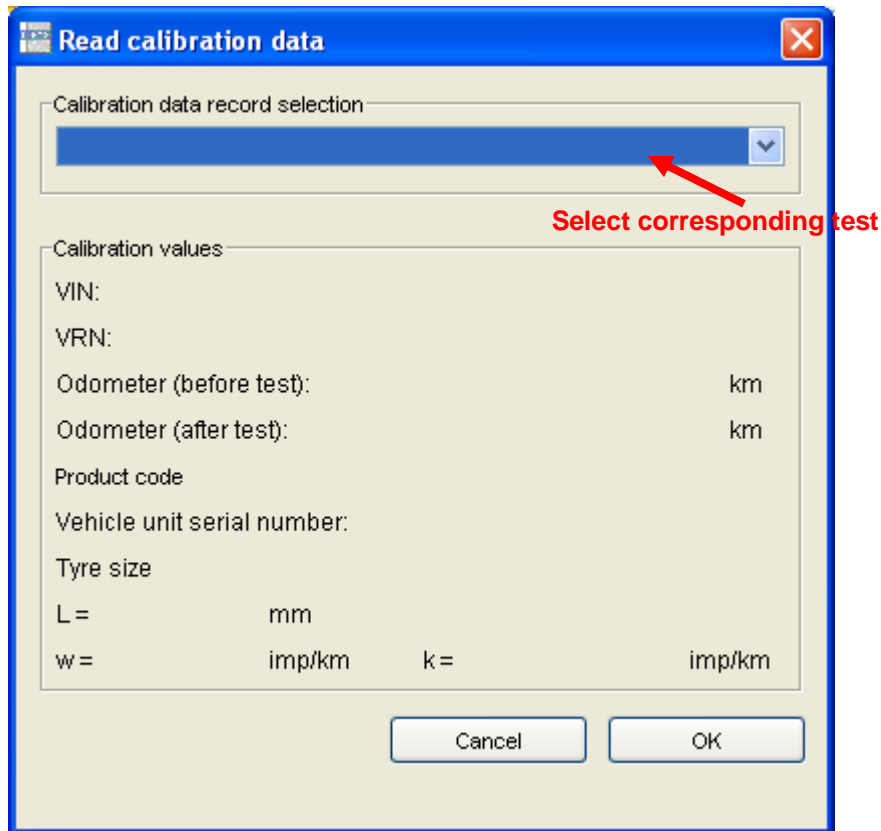 Read calibration data
Calibration data record selection
Select corresponding test
Calibration values
VIN:
VRN:
Odometer (before test): km
Odometer (after test): km
Product code
Vehicle unit serial number:
Tyre size
L = mm
w = imp/km k = imp/km
Cancel OK